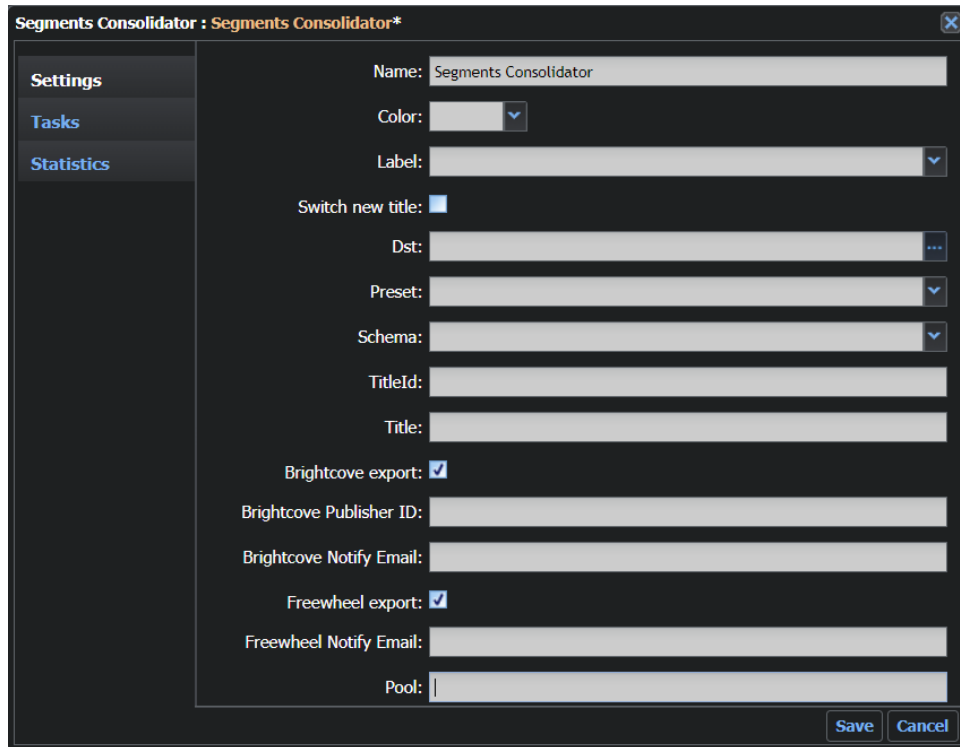 Segments Consolidator : Segments Consolidator*
Settings
Tasks
Statistics
Name: Segments Consolidator
Color:
Label:
Switch new title:
Dst:
...
Preset:
Schema:
TitleId:
Title:
Brightcove export:
Brightcove Publisher ID:
Brightcove Notify Email:
Freewheel export:
Freewheel Notify Email:
Pool:
Save Cancel